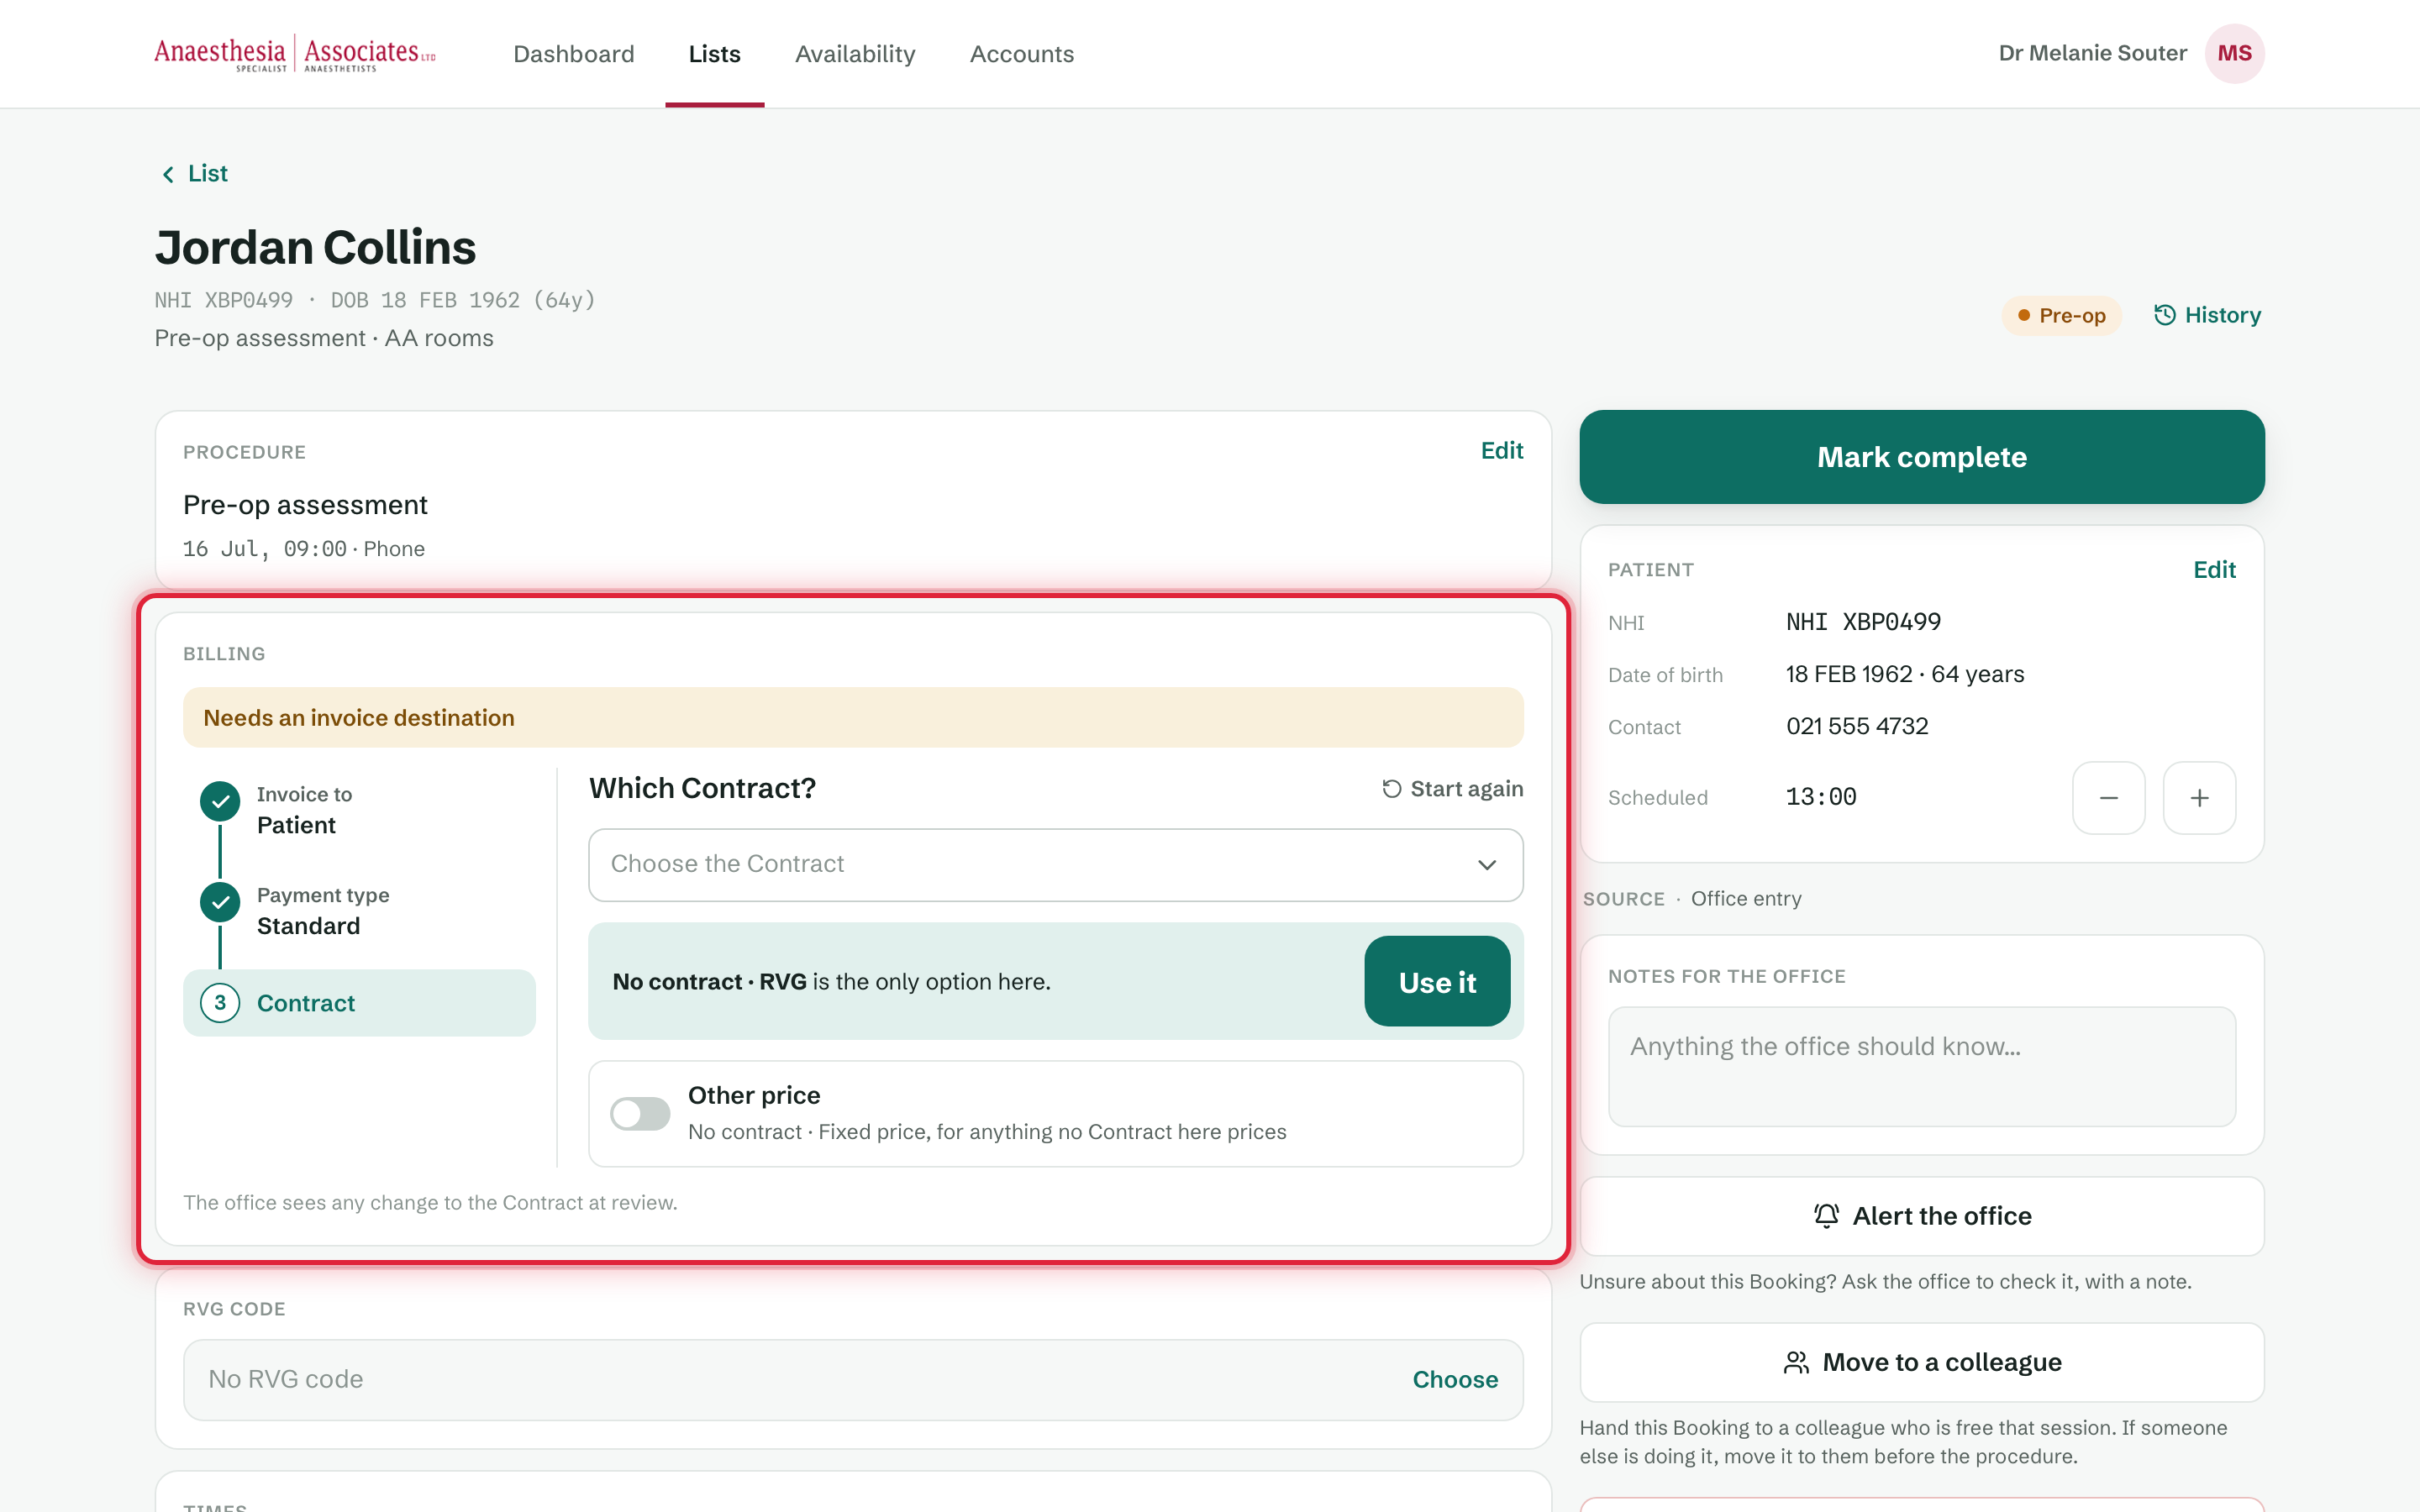 Anaesthesia Associates LTD
SPECIALIST ANAESTHETISTS
Dashboard
Lists
Availability
Accounts
Dr Melanie Souter
MS
List
Jordan Collins
NHI XBP0499 · DOB 18 FEB 1962 (64y)
Pre-op assessment · AA rooms
Pre-op
History
PROCEDURE
Edit
Pre-op assessment
16 Jul, 09:00 · Phone
BILLING
Needs an invoice destination
Invoice to
Patient
Payment type
Standard
3
Contract
Which Contract?
Start again
Choose the Contract
No contract · RVG is the only option here.
Use it
Other price
No contract · Fixed price, for anything no Contract here prices
The office sees any change to the Contract at review.
RVG CODE
No RVG code
Choose
TIMES
Mark complete
PATIENT
Edit
NHI
NHI XBP0499
Date of birth
18 FEB 1962 · 64 years
Contact
021 555 4732
Scheduled
13:00
SOURCE · Office entry
NOTES FOR THE OFFICE
Anything the office should know...
Alert the office
Unsure about this Booking? Ask the office to check it, with a note.
Move to a colleague
Hand this Booking to a colleague who is free that session. If someone
else is doing it, move it to them before the procedure.